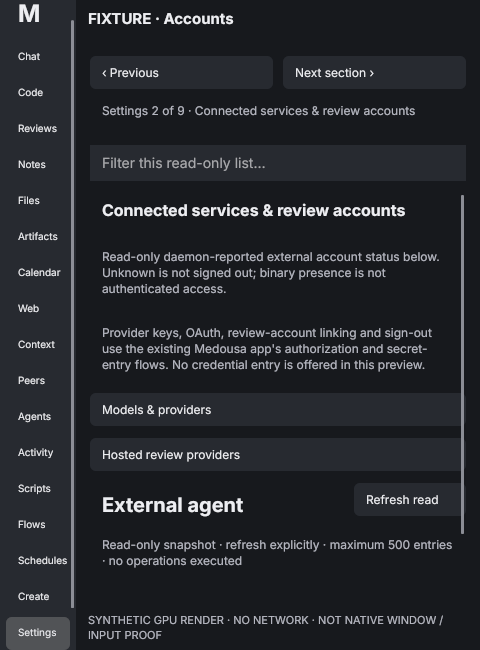 M
Chat
Code
Reviews
Notes
Files
Artifacts
Calendar
Web
Context
Peers
Agents
Activity
Scripts
Flows
Schedules
Create
Settings
FIXTURE · Accounts
‹ Previous
Next section ›
Settings 2 of 9 · Connected services & review accounts
Filter this read-only list...
Connected services & review accounts
Read-only daemon-reported external account status below.
Unknown is not signed out; binary presence is not
authenticated access.
Provider keys, OAuth, review-account linking and sign-out
use the existing Medousa app's authorization and secret-
entry flows. No credential entry is offered in this preview.
Models & providers
Hosted review providers
External agent
Refresh read
Read-only snapshot · refresh explicitly · maximum 500 entries
· no operations executed
SYNTHETIC GPU RENDER · NO NETWORK · NOT NATIVE WINDOW /
INPUT PROOF